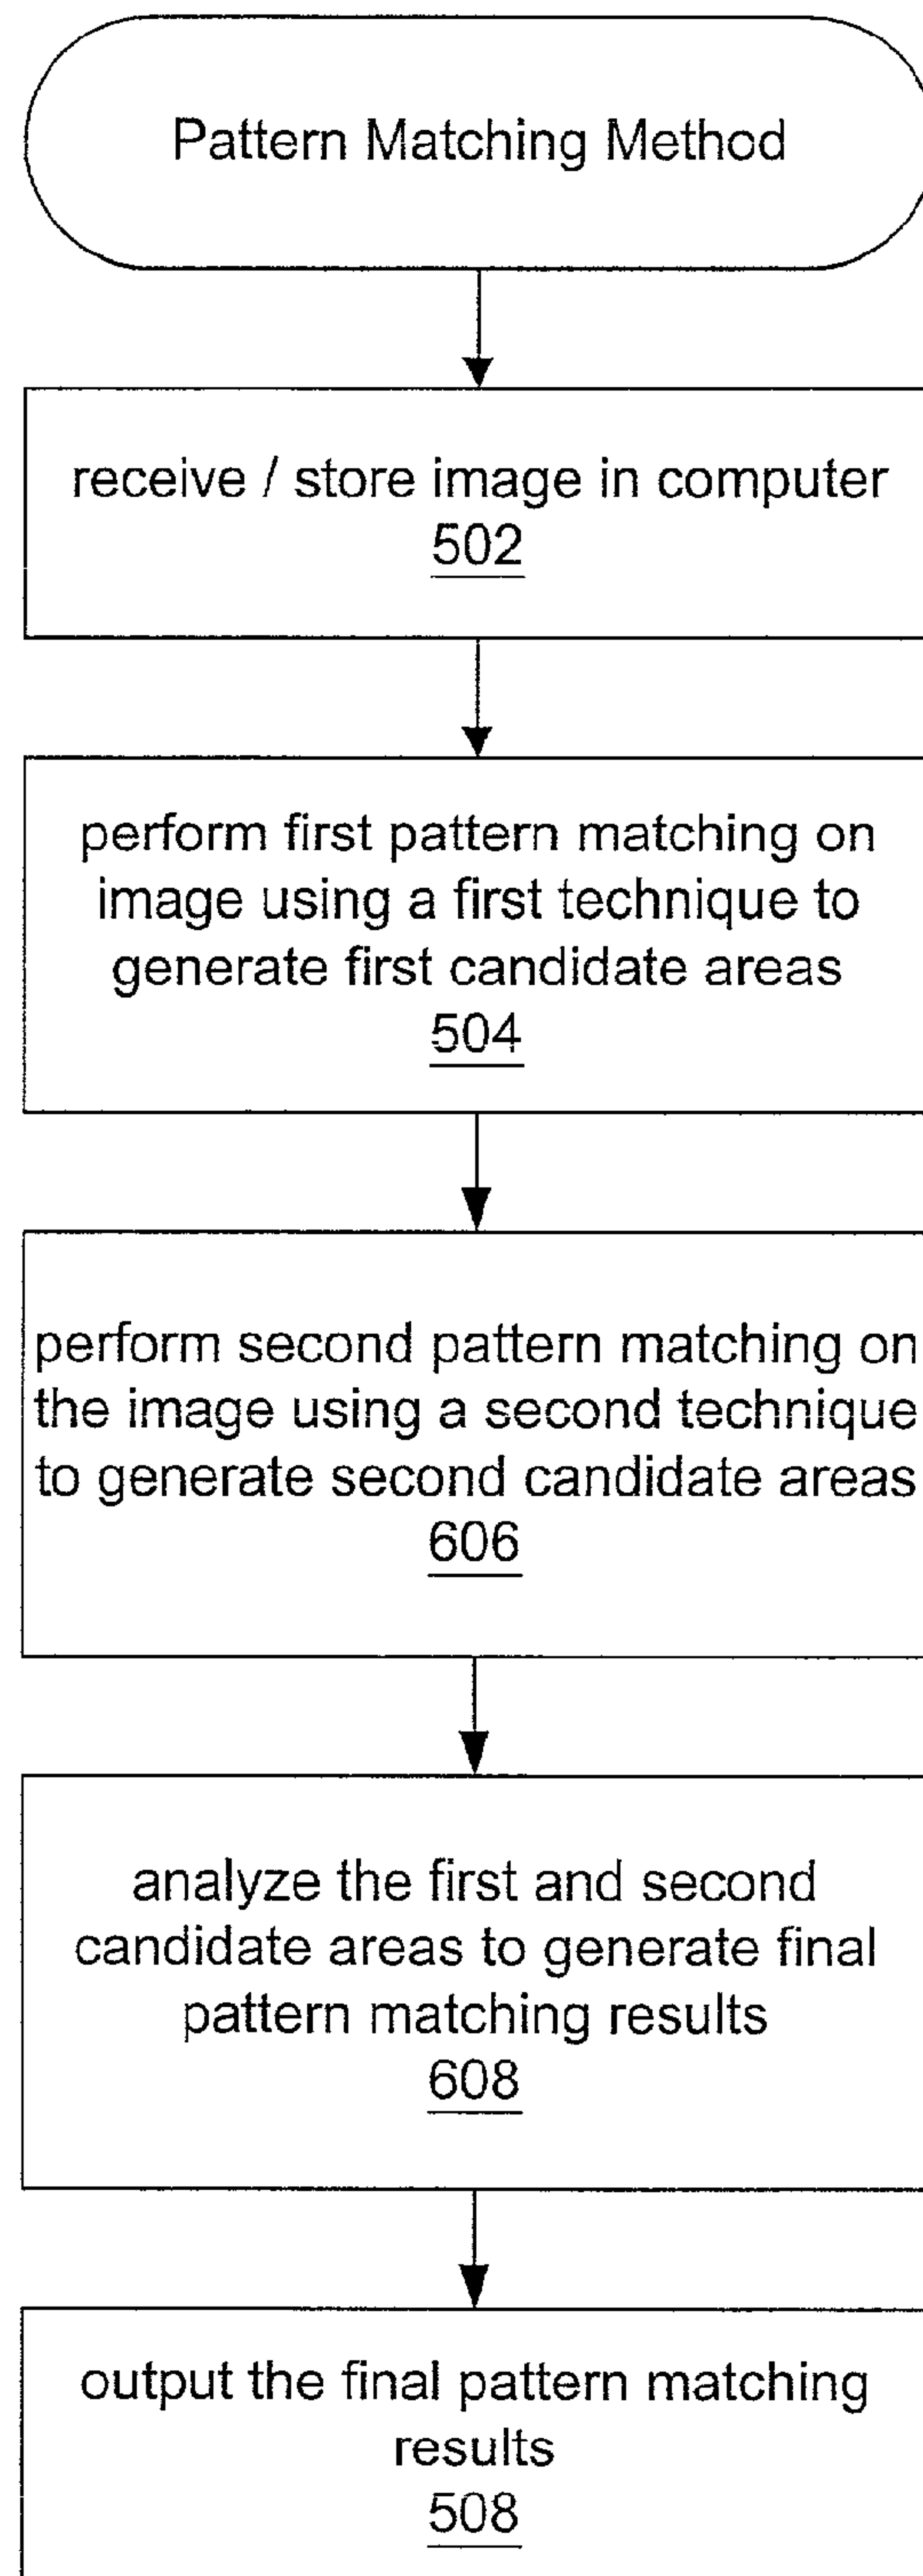 Pattern Matching Method
receive / store image in computer
502
perform first pattern matching on
image using a first technique to
generate first candidate areas
504
perform second pattern matching on
the image using a second technique
to generate second candidate areas
606
analyze the first and second
candidate areas to generate final
pattern matching results
608
output the final pattern matching
results
508